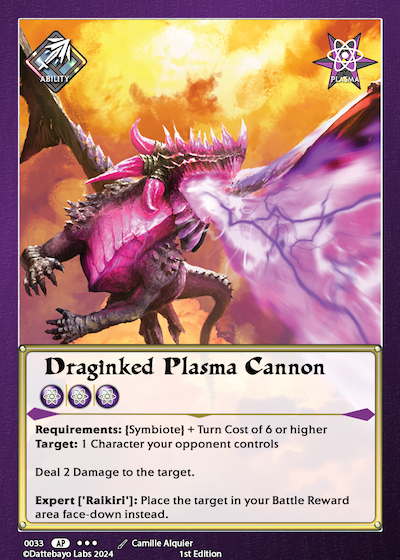 ABILITY
PLASMA
Draginked Plasma Cannon
Requirements: [Symbiote] + Turn Cost of 6 or higher
Target: 1 Character your opponent controls
Deal 2 Damage to the target.
Expert ['Raikiri']: Place the target in your Battle Reward
area face-down instead.
0033 AP Camille Alquier
©Dattebayo Labs 2024 1st Edition